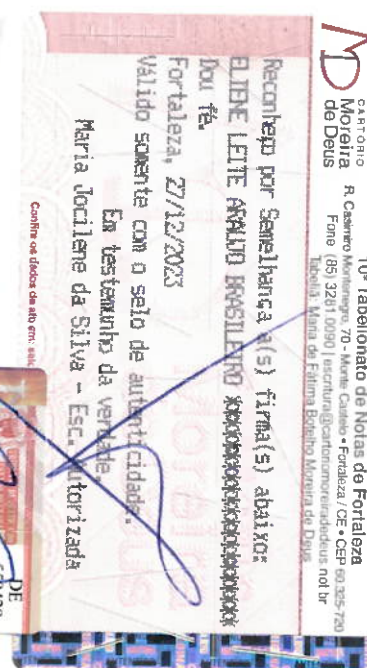 CARTÓRIO
Moreira
de Deus
10º Tabelionato de Notas de Fortaleza
R. Casimiro Montenegro, 70 - Monte Castelo • Fortaleza / CE • CEP 60.325-720
Fone (85) 3281.0090 | escritura@cartoriomoreiradedeus.not.br
Tabeliã: Maria de Fátima Botelho Moreira de Deus
Reconheço por Semelhança a(s) firma(s) abaixo:
ELIENE LEITE ARAUJO BRASILEIRO
Dou fé.
Fortaleza, 27/12/2023
Válido somente com o selo de autenticidade.
Em testemunho da verdade.
Maria Jocilene da Silva - Esc. Autorizada
Confira os dados do ato em: selo
DE